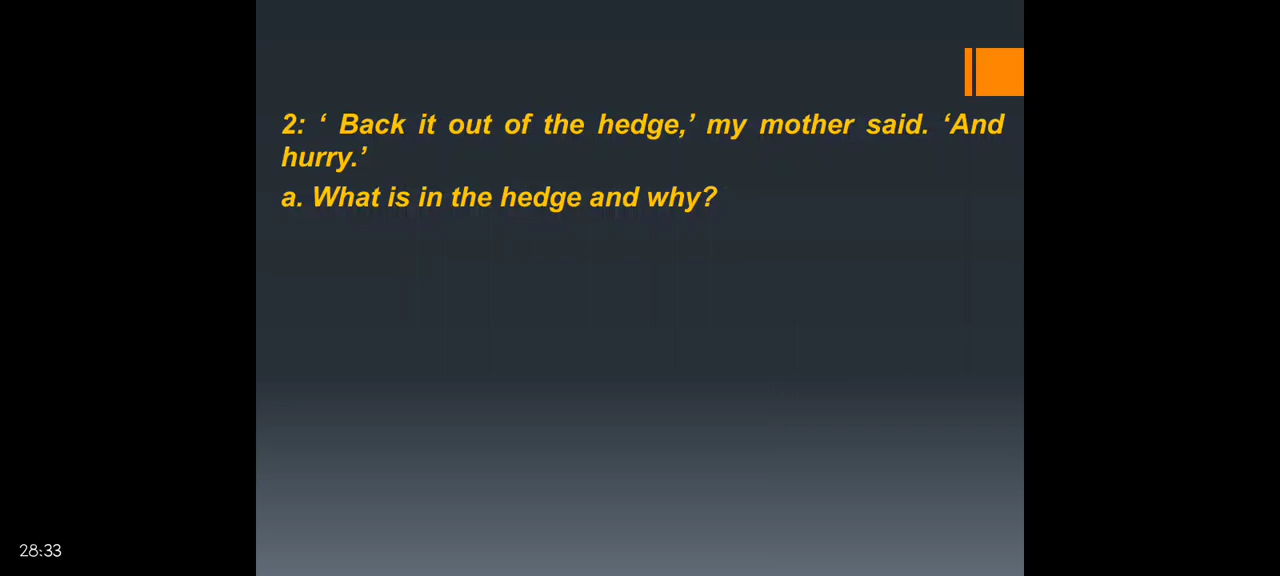 2: ‘ Back it out of the hedge,’ my mother said. ‘And
hurry.’
a. What is in the hedge and why?
28:33